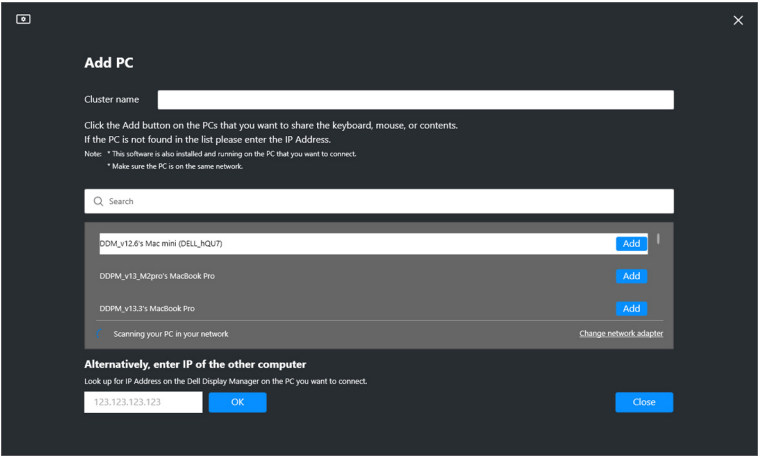 Add PC
Cluster name
Click the Add button on the PCs that you want to share the keyboard, mouse, or contents.
If the PC is not found in the list please enter the IP Address.
Note: * This software is also installed and running on the PC that you want to connect.
* Make sure the PC is on the same network.
Search
DDM_v12.6's Mac mini (DELL_hQU7) Add
DDPM_v13_M2pro's MacBook Pro Add
DDPM_v13.3's MacBook Pro Add
Scanning your PC in your network Change network adapter
Alternatively, enter IP of the other computer
Look up for IP Address on the Dell Display Manager on the PC you want to connect.
123.123.123.123 OK Close